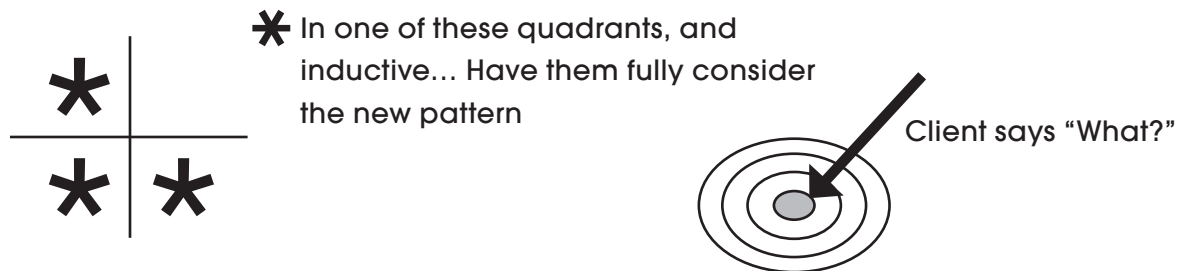 * In one of these quadrants, and
inductive... Have them fully consider
the new pattern
Client says “What?”
* 
* *